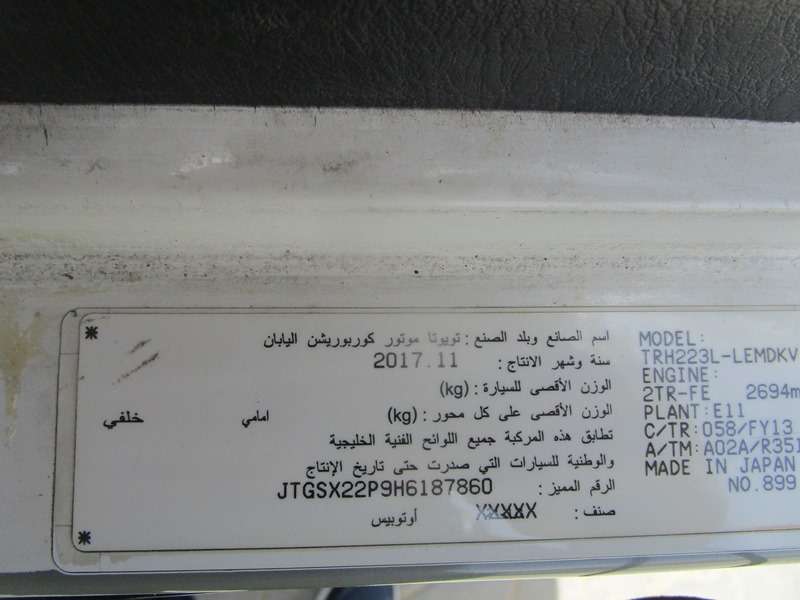 اسم الصانع وبلد الصنع : تويوتا موتور كوربوريشن اليابان
سنة وشهر الانتاج : 2017.11
الوزن الأقصى للسيارة : (kg)
الوزن الأقصى على كل محور : (kg) امامي خلفي
تطابق هذه المركبة جميع اللوائح الفنية الخليجية
والوطنية للسيارات التي صدرت حتى تاريخ الإنتاج
الرقم المميز : JTGSX22P9H6187860
صنف : XXXXX أوتوبيس
MODEL:
TRH223L-LEMDKV
ENGINE:
2TR-FE 2694m
PLANT:E11
C/TR:058/FY13
A/TM:A02A/R351
MADE IN JAPAN
NO.899